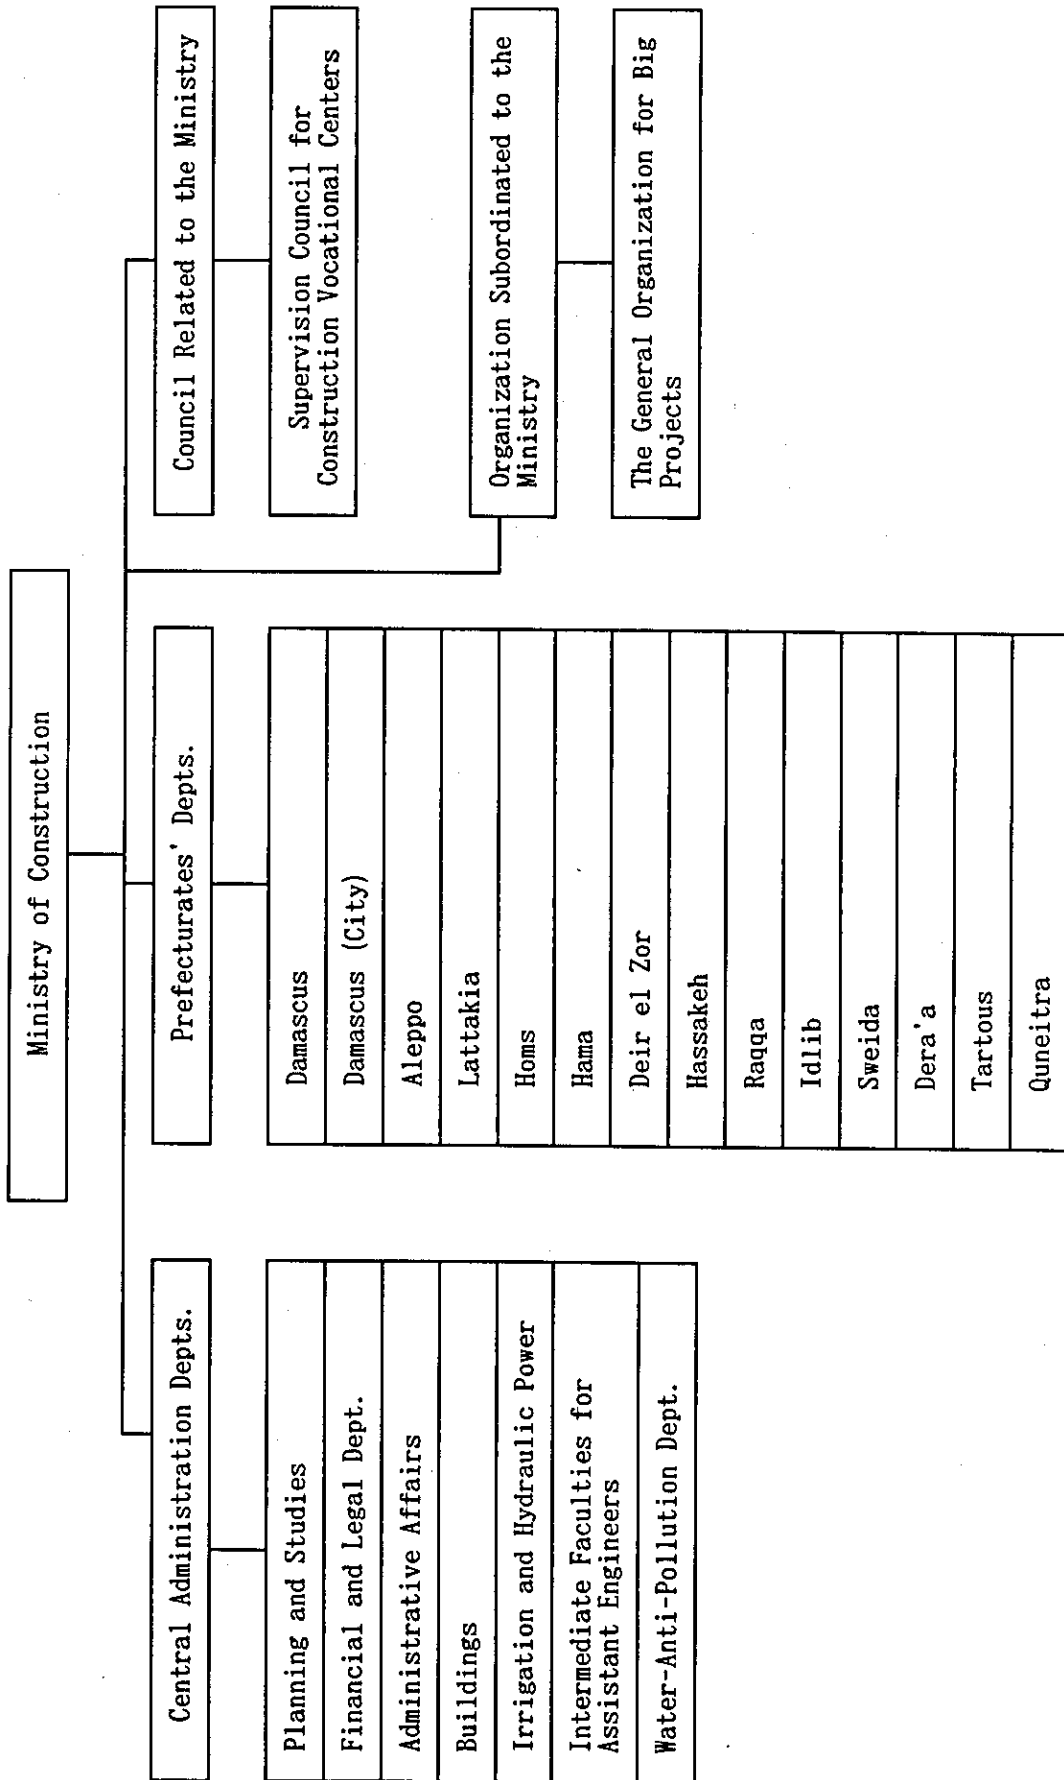 Ministry of Construction
Central Administration Depts.
Planning and Studies
Financial and Legal Dept.
Administrative Affairs
Buildings
Irrigation and Hydraulic Power
Intermediate Faculties for
Assistant Engineers
Water-Anti-Pollution Dept.
Prefecturates' Depts.
Damascus
Damascus (City)
Aleppo
Lattakia
Homs
Hama
Deir el Zor
Hassakeh
Raqqa
Idlib
Sweida
Dera'a
Tartous
Quneitra
Council Related to the Ministry
Supervision Council for
Construction Vocational Centers
Organization Subordinated to the
Ministry
The General Organization for Big
Projects